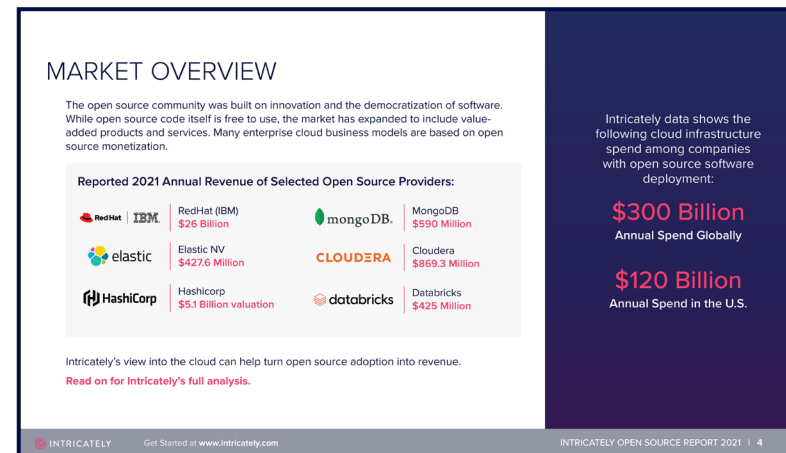 MARKET OVERVIEW
The open source community was built on innovation and the democratization of software.
While open source code itself is free to use, the market has expanded to include value-
added products and services. Many enterprise cloud business models are based on open
source monetization.
Reported 2021 Annual Revenue of Selected Open Source Providers:
Red Hat IBM
RedHat (IBM)
$26 Billion
mongoDB.
MongoDB
$590 Million
elastic
Elastic NV
$427.6 Million
CLOUDERA
Cloudera
$869.3 Million
HashiCorp
Hashicorp
$5.1 Billion valuation
databricks
Databricks
$425 Million
Intricately's view into the cloud can help turn open source adoption into revenue.
Read on for Intricately's full analysis.
Intricately data shows the
following cloud infrastructure
spend among companies
with open source software
deployment:
$300 Billion
Annual Spend Globally
$120 Billion
Annual Spend in the U.S.
INTRICATELY
Get Started at www.intricately.com
INTRICATELY OPEN SOURCE REPORT 2021 | 4